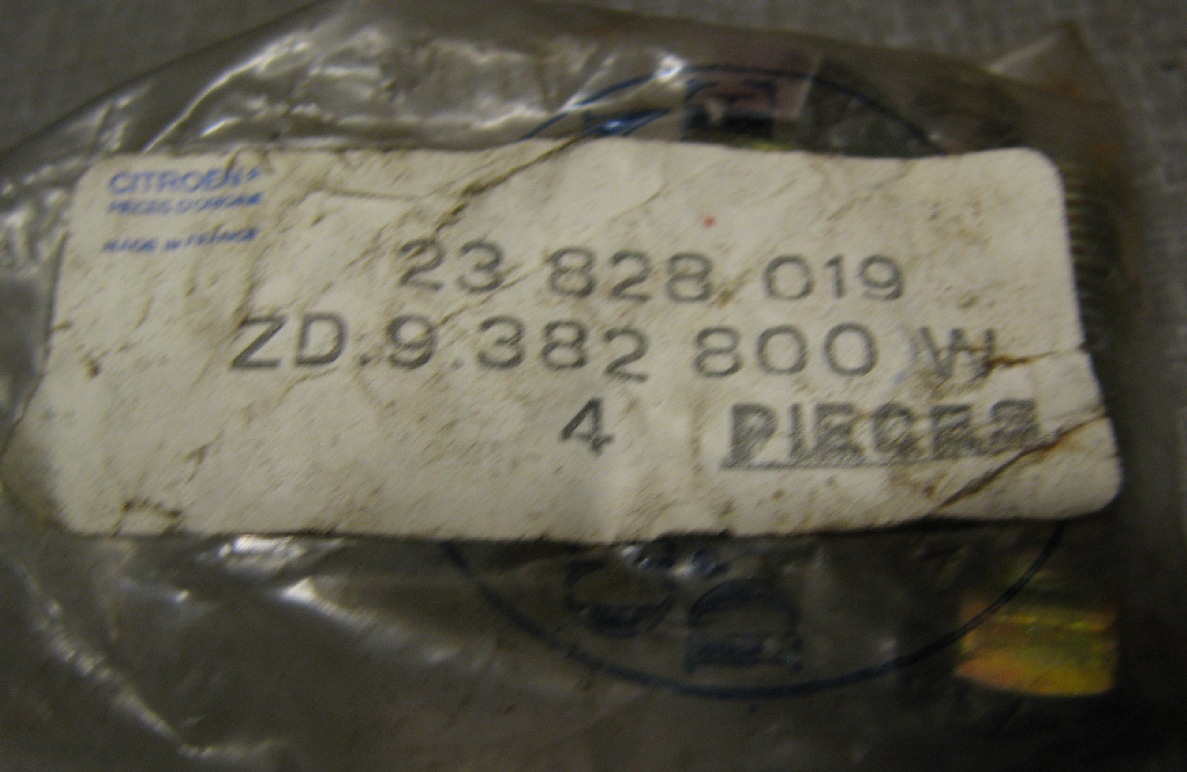 CITROËN
PIECES D'ORIGINE
MADE IN FRANCE
23 828 019
ZD.9.382 800 W
4 PIECES